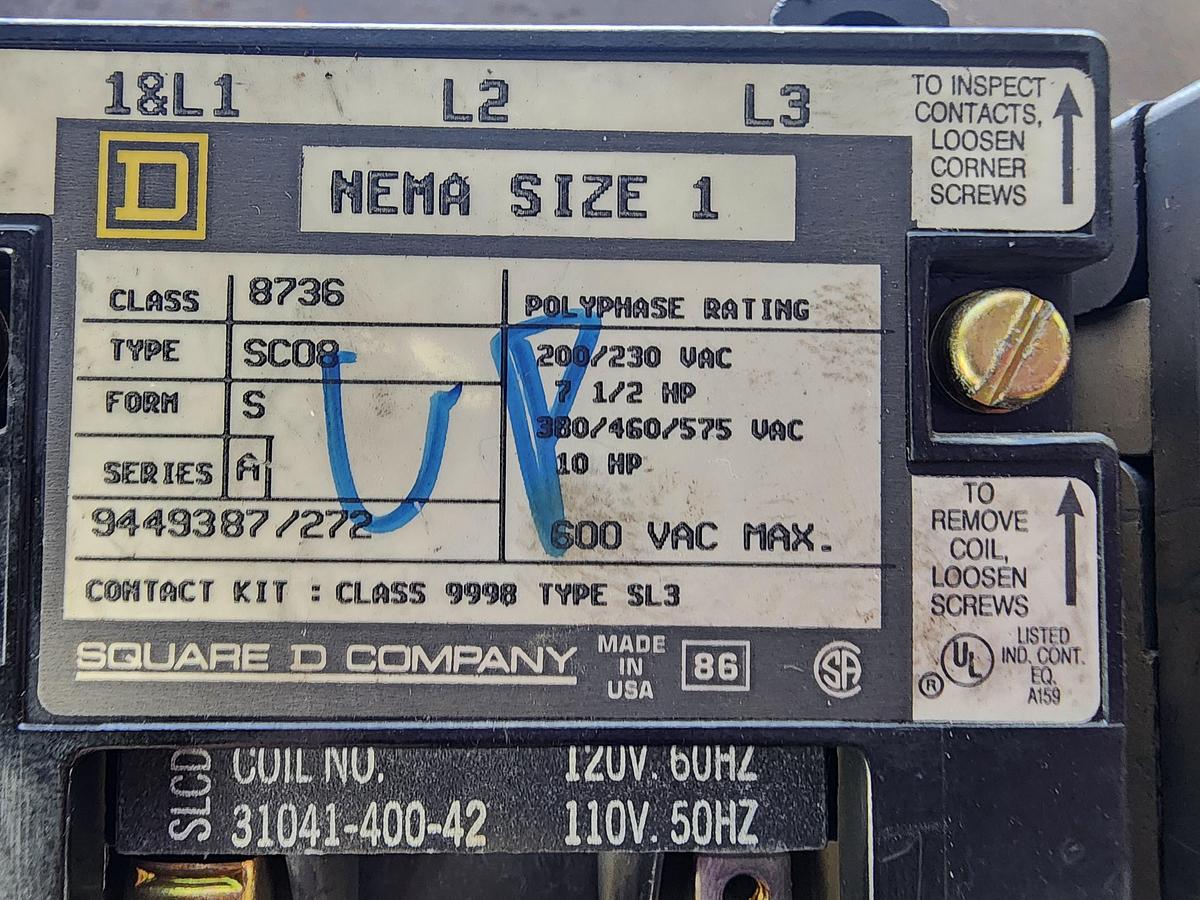 1&L1 L2 L3
TO INSPECT
CONTACTS,
LOOSEN
CORNER
SCREWS
D
NEMA SIZE 1
CLASS 8736
TYPE SC08
FORM S
SERIES A
9449387/272
POLYPHASE RATING
200/230 VAC
7 1/2 HP
380/460/575 VAC
10 HP
600 VAC MAX.
UP
CONTACT KIT : CLASS 9998 TYPE SL3
SQUARE D COMPANY
MADE
IN
USA
86
SA
TO
REMOVE
COIL,
LOOSEN
SCREWS
UL
®
LISTED
IND. CONT.
EQ.
A159
SLCD
COIL NO. 120V. 60HZ
31041-400-42 110V. 50HZ